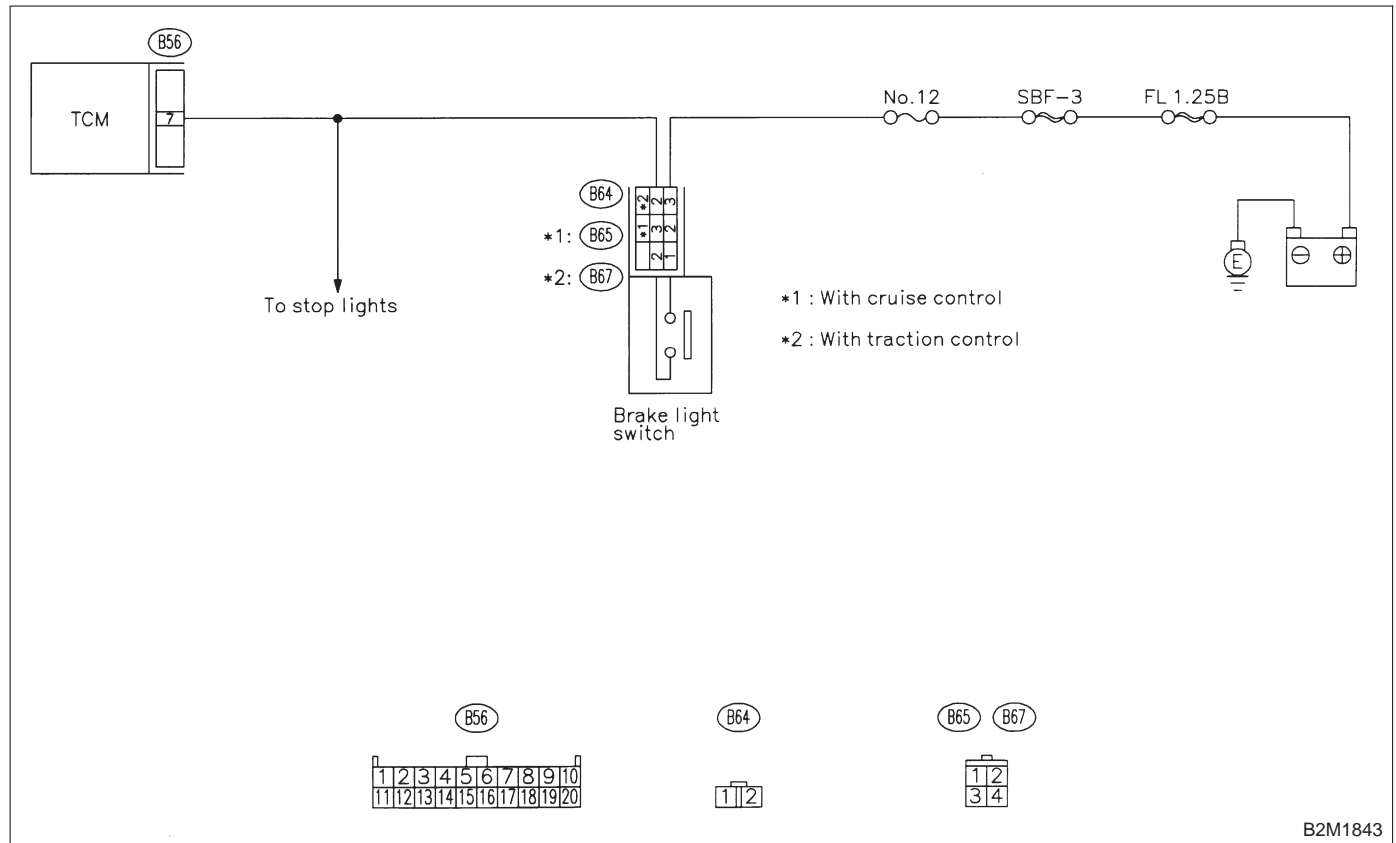 B56
TCM
7
No.12
SBF-3
FL 1.25B
B64
*2 2 3
*1: B65
*1 3 2
*2: B67
2 1
E
⊖ ⊕
To stop lights
*1 : With cruise control
*2 : With traction control
Brake light
switch
B56
B64
B65 B67
1 2 3 4 5 6 7 8 9 10
11 12 13 14 15 16 17 18 19 20
1 2
1 2
3 4
B2M1843